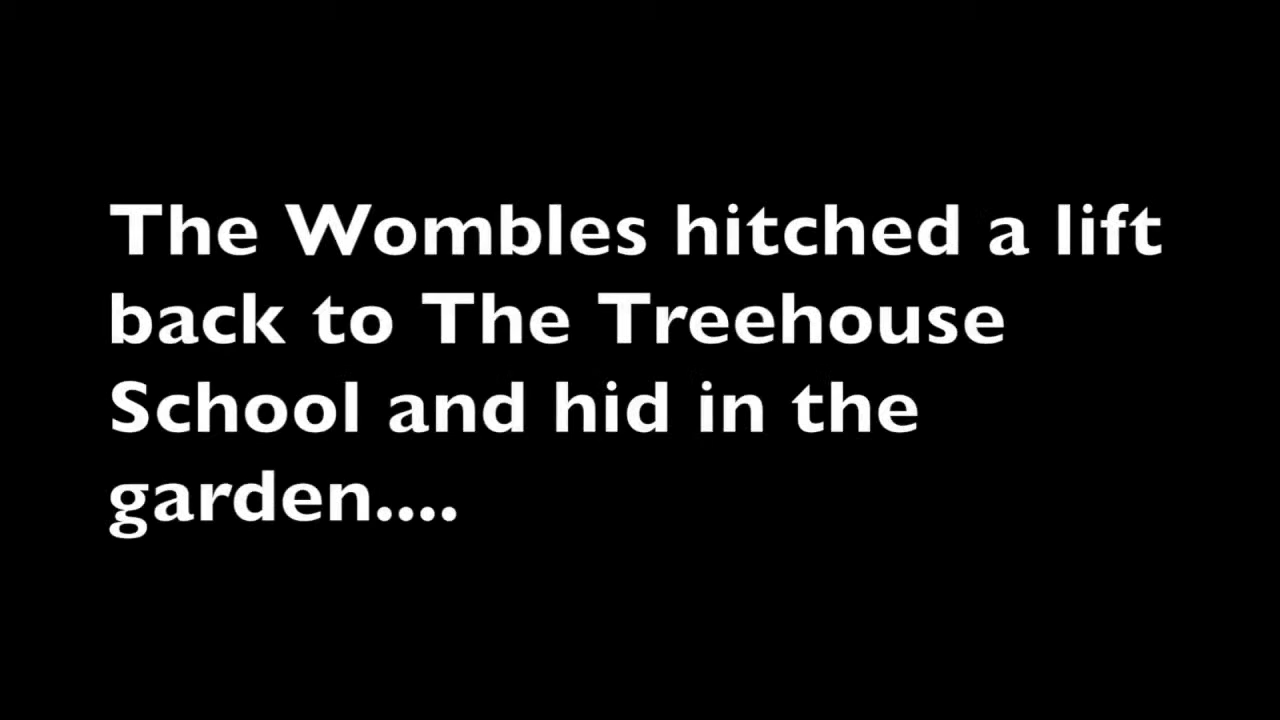 The Wombles hitched a lift
back to The Treehouse
School and hid in the
garden....